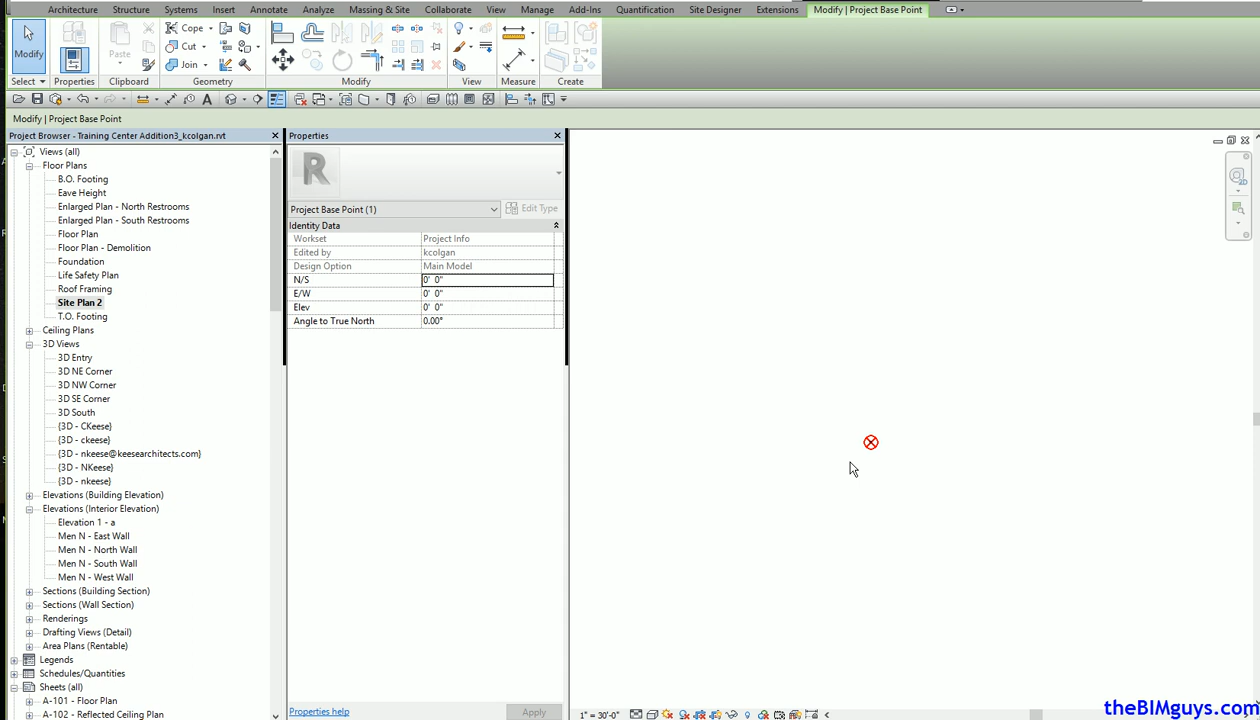 Architecture Structure Systems Insert Annotate Analyze Massing & Site Collaborate View Manage Add-Ins Quantification Site Designer Extensions Modify | Project Base Point
Modify Paste Cope Cut Join
Select Properties Clipboard Geometry Modify View Measure Create
Modify | Project Base Point
Project Browser - Training Center Addition3_kcolgan.rvt
Views (all)
Floor Plans
B.O. Footing
Eave Height
Enlarged Plan - North Restrooms
Enlarged Plan - South Restrooms
Floor Plan
Floor Plan - Demolition
Foundation
Life Safety Plan
Roof Framing
Site Plan 2
T.O. Footing
Ceiling Plans
3D Views
3D Entry
3D NE Corner
3D NW Corner
3D SE Corner
3D South
{3D - CKeese}
{3D - ckeese}
{3D - nkeese@keesearchitects.com}
{3D - NKeese}
{3D - nkeese}
Elevations (Building Elevation)
Elevations (Interior Elevation)
Elevation 1 - a
Men N - East Wall
Men N - North Wall
Men N - South Wall
Men N - West Wall
Sections (Building Section)
Sections (Wall Section)
Renderings
Drafting Views (Detail)
Area Plans (Rentable)
Legends
Schedules/Quantities
Sheets (all)
A-101 - Floor Plan
A-102 - Reflected Ceiling Plan
Properties
R
Project Base Point (1) Edit Type
Identity Data
Workset Project Info
Edited by kcolgan
Design Option Main Model
N/S 0' 0"
E/W 0' 0"
Elev 0' 0"
Angle to True North 0.00°
Properties help Apply
1" = 30'-0"
theBIMguys.com